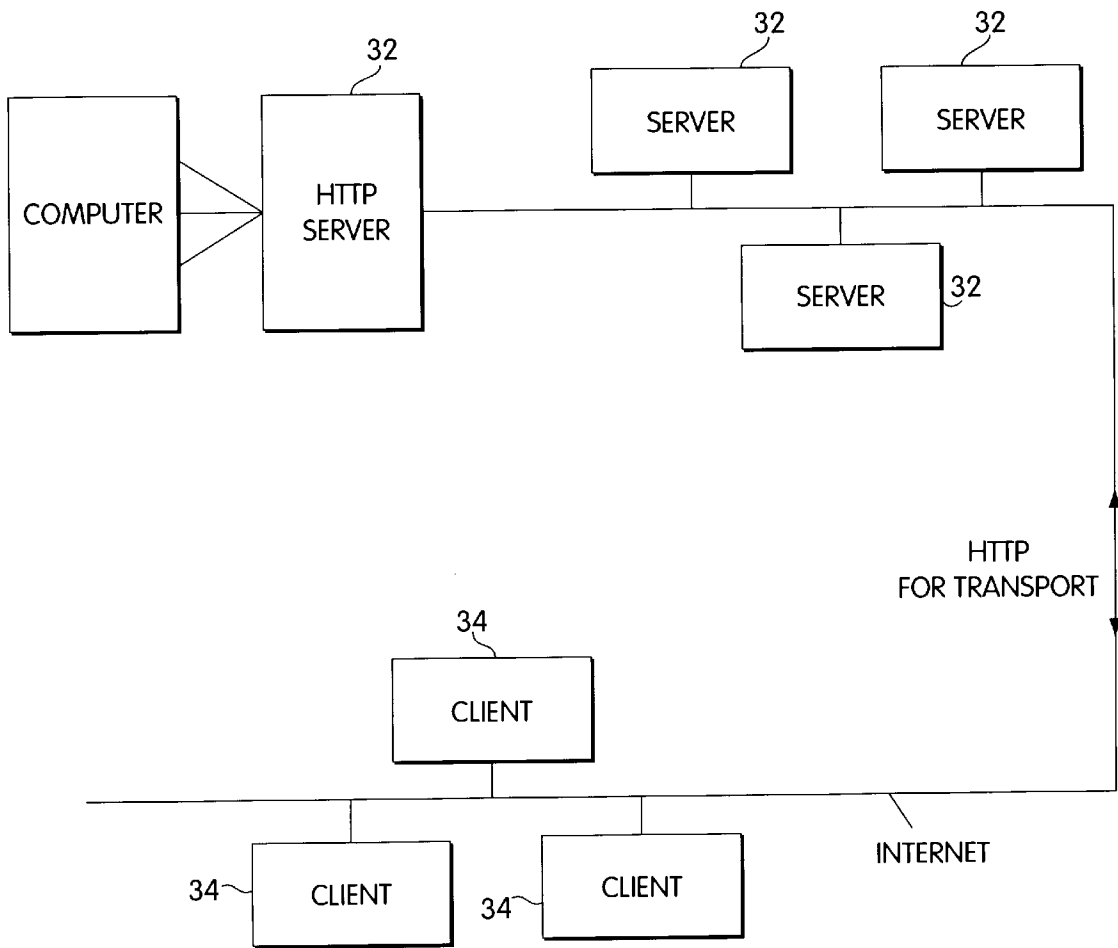 32
32
32
COMPUTER
HTTP
SERVER
SERVER
SERVER
SERVER
32
HTTP
FOR TRANSPORT
34
CLIENT
INTERNET
34
CLIENT
34
CLIENT